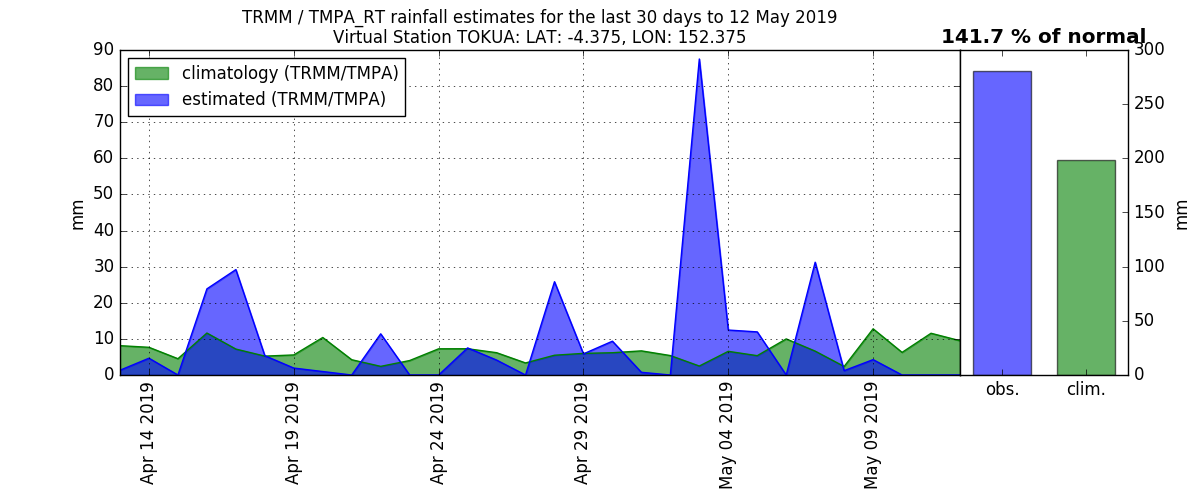 TRMM / TMPA_RT rainfall estimates for the last 30 days to 12 May 2019
Virtual Station TOKUA: LAT: -4.375, LON: 152.375
141.7 % of normal
climatology (TRMM/TMPA)
estimated (TRMM/TMPA)
mm
90
80
70
60
50
40
30
20
10
0
Apr 14 2019
Apr 19 2019
Apr 24 2019
Apr 29 2019
May 04 2019
May 09 2019
300
250
200
150
100
50
0
mm
obs.
clim.